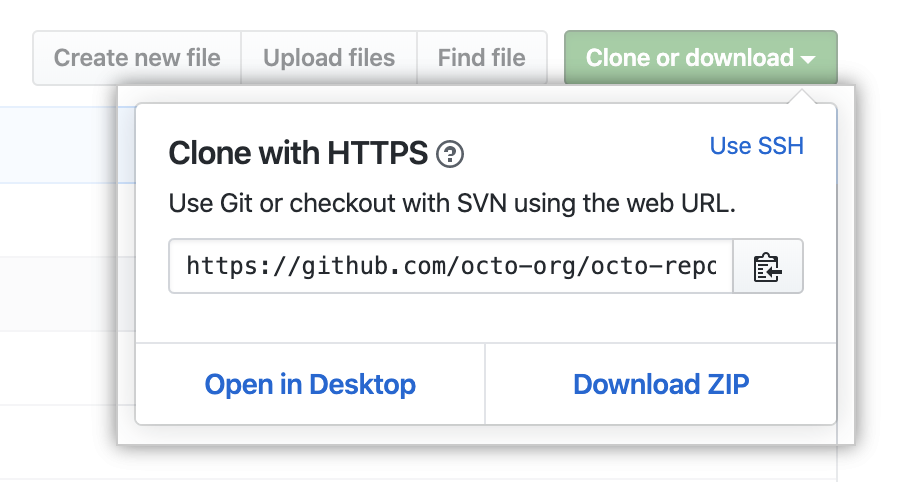 Create new file Upload files Find file Clone or download
Clone with HTTPS ?
Use SSH
Use Git or checkout with SVN using the web URL.
https://github.com/octo-org/octo-repo
Open in Desktop Download ZIP